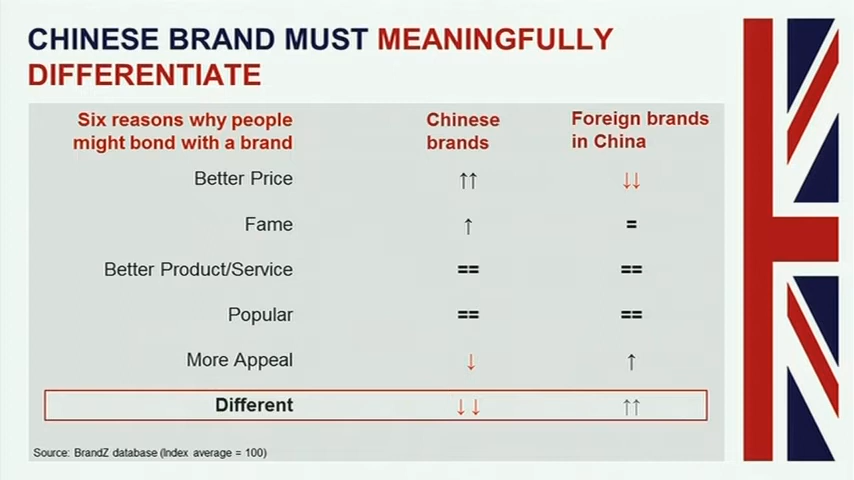 CHINESE BRAND MUST MEANINGFULLY
DIFFERENTIATE
Six reasons why people
might bond with a brand
Chinese
brands
Foreign brands
in China
Better Price ↑↑ ↓↓
Fame ↑ =
Better Product/Service == ==
Popular == ==
More Appeal ↓ ↑
Different ↓↓ ↑↑
Source: BrandZ database (Index average = 100)